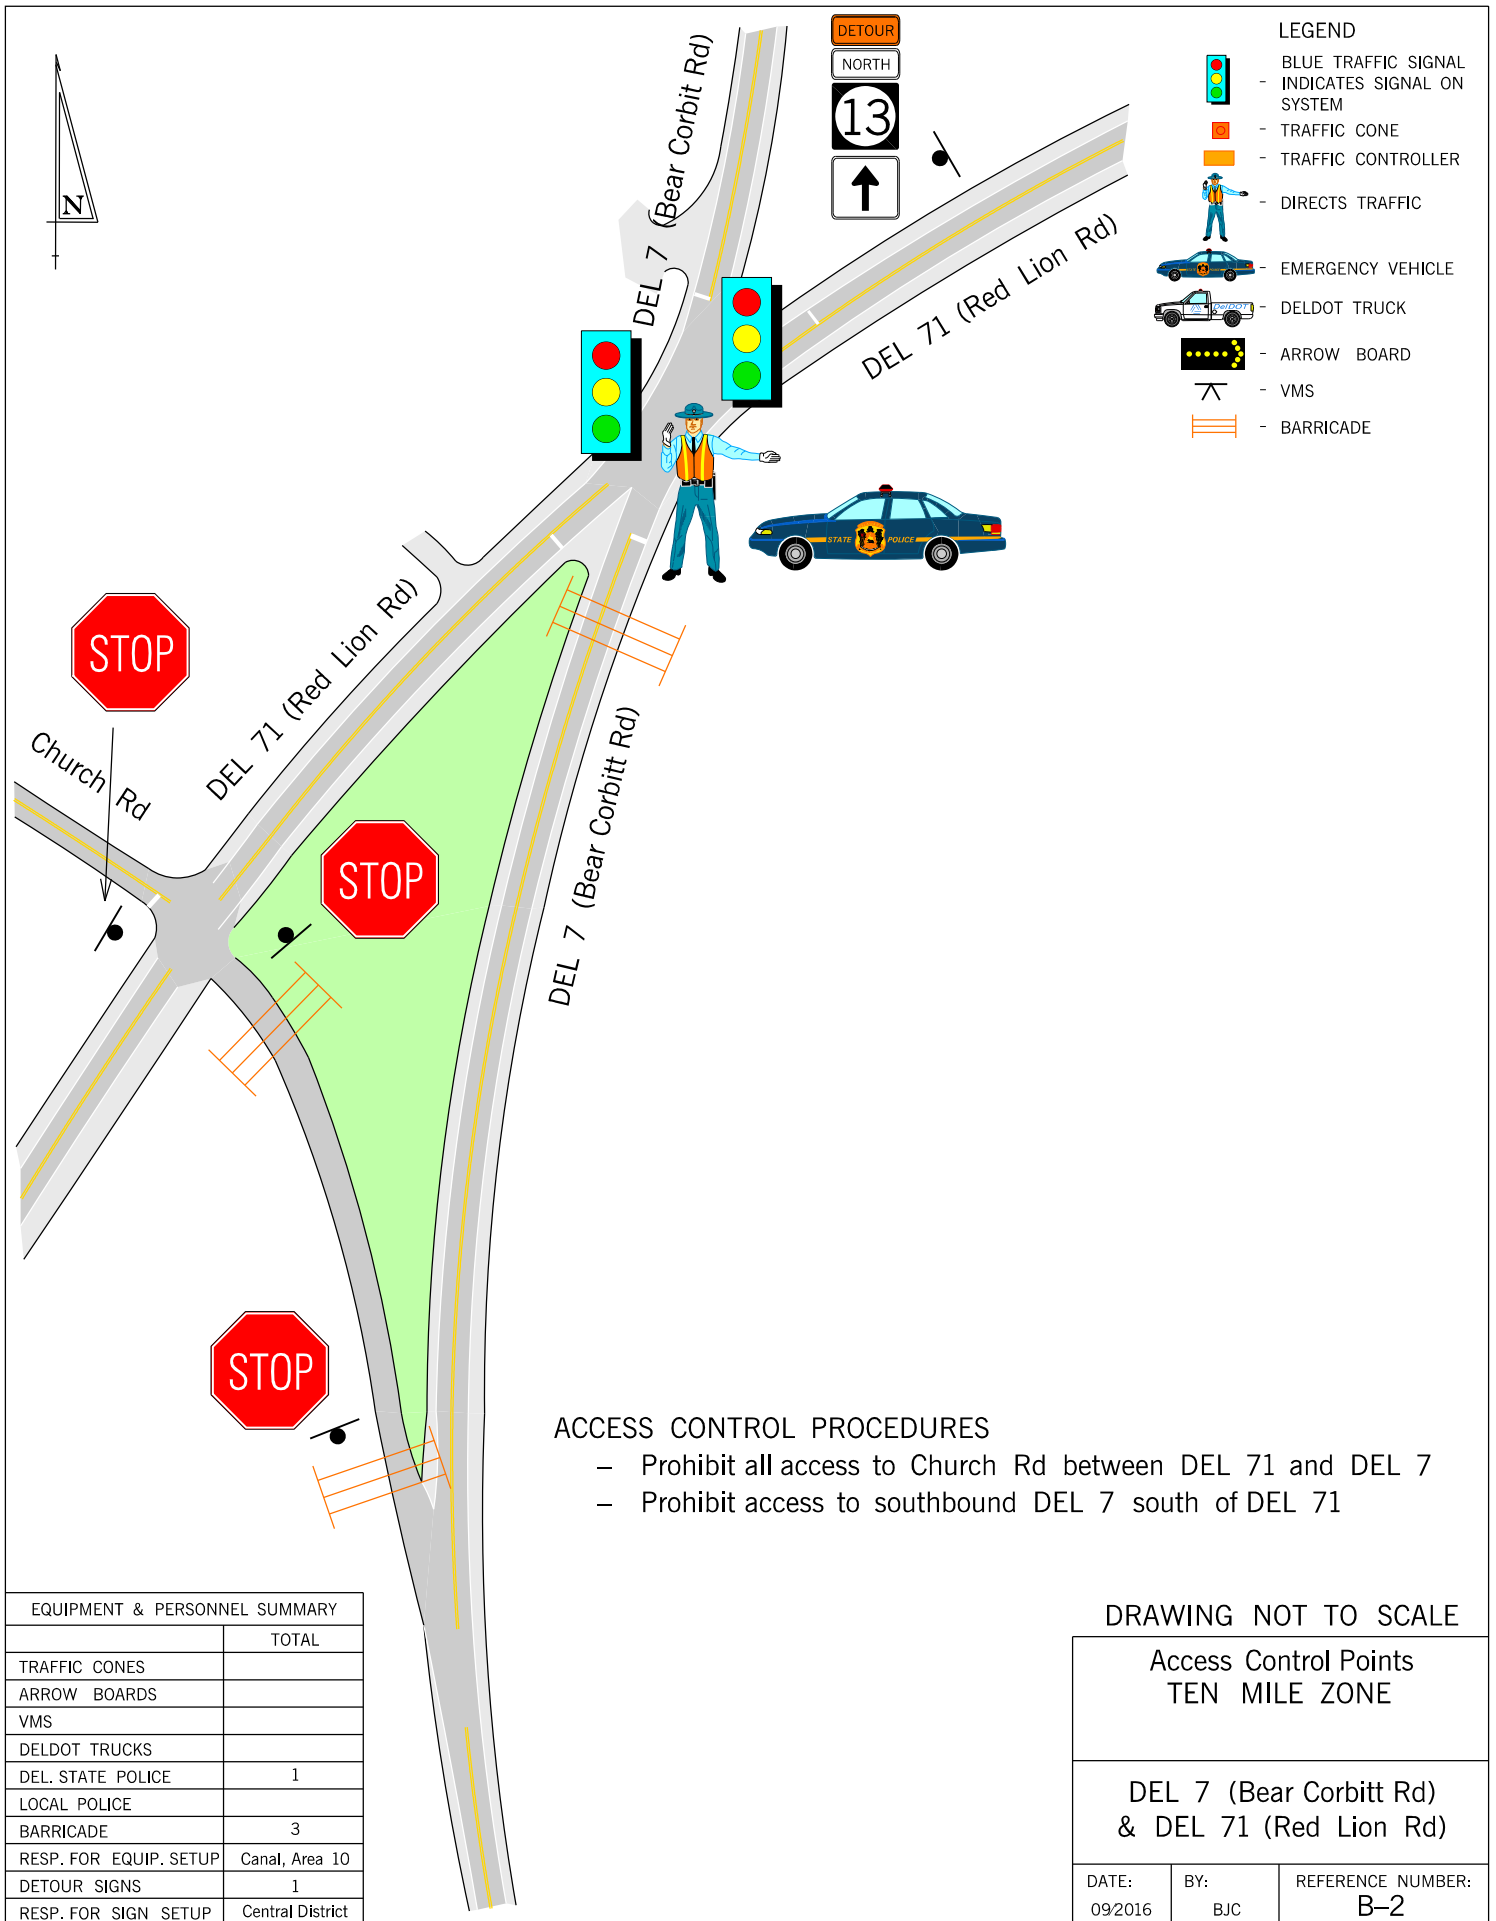 DETOUR
NORTH
13
LEGEND
BLUE TRAFFIC SIGNAL
- INDICATES SIGNAL ON
SYSTEM
- TRAFFIC CONE
- TRAFFIC CONTROLLER
- DIRECTS TRAFFIC
- EMERGENCY VEHICLE
DelDOT
- DELDOT TRUCK
- ARROW BOARD
- VMS
- BARRICADE
N
DEL 7 (Bear Corbit Rd)
DEL 71 (Red Lion Rd)
STATE POLICE
STOP
Church Rd
DEL 71 (Red Lion Rd)
STOP
DEL 7 (Bear Corbitt Rd)
STOP
ACCESS CONTROL PROCEDURES
– Prohibit all access to Church Rd between DEL 71 and DEL 7
– Prohibit access to southbound DEL 7 south of DEL 71
EQUIPMENT & PERSONNEL SUMMARY
TOTAL
TRAFFIC CONES
ARROW BOARDS
VMS
DELDOT TRUCKS
DEL. STATE POLICE 1
LOCAL POLICE
BARRICADE 3
RESP. FOR EQUIP. SETUP Canal, Area 10
DETOUR SIGNS 1
RESP. FOR SIGN SETUP Central District
DRAWING NOT TO SCALE
Access Control Points
TEN MILE ZONE
DEL 7 (Bear Corbitt Rd)
& DEL 71 (Red Lion Rd)
DATE: BY: REFERENCE NUMBER:
09/2016 BJC B–2